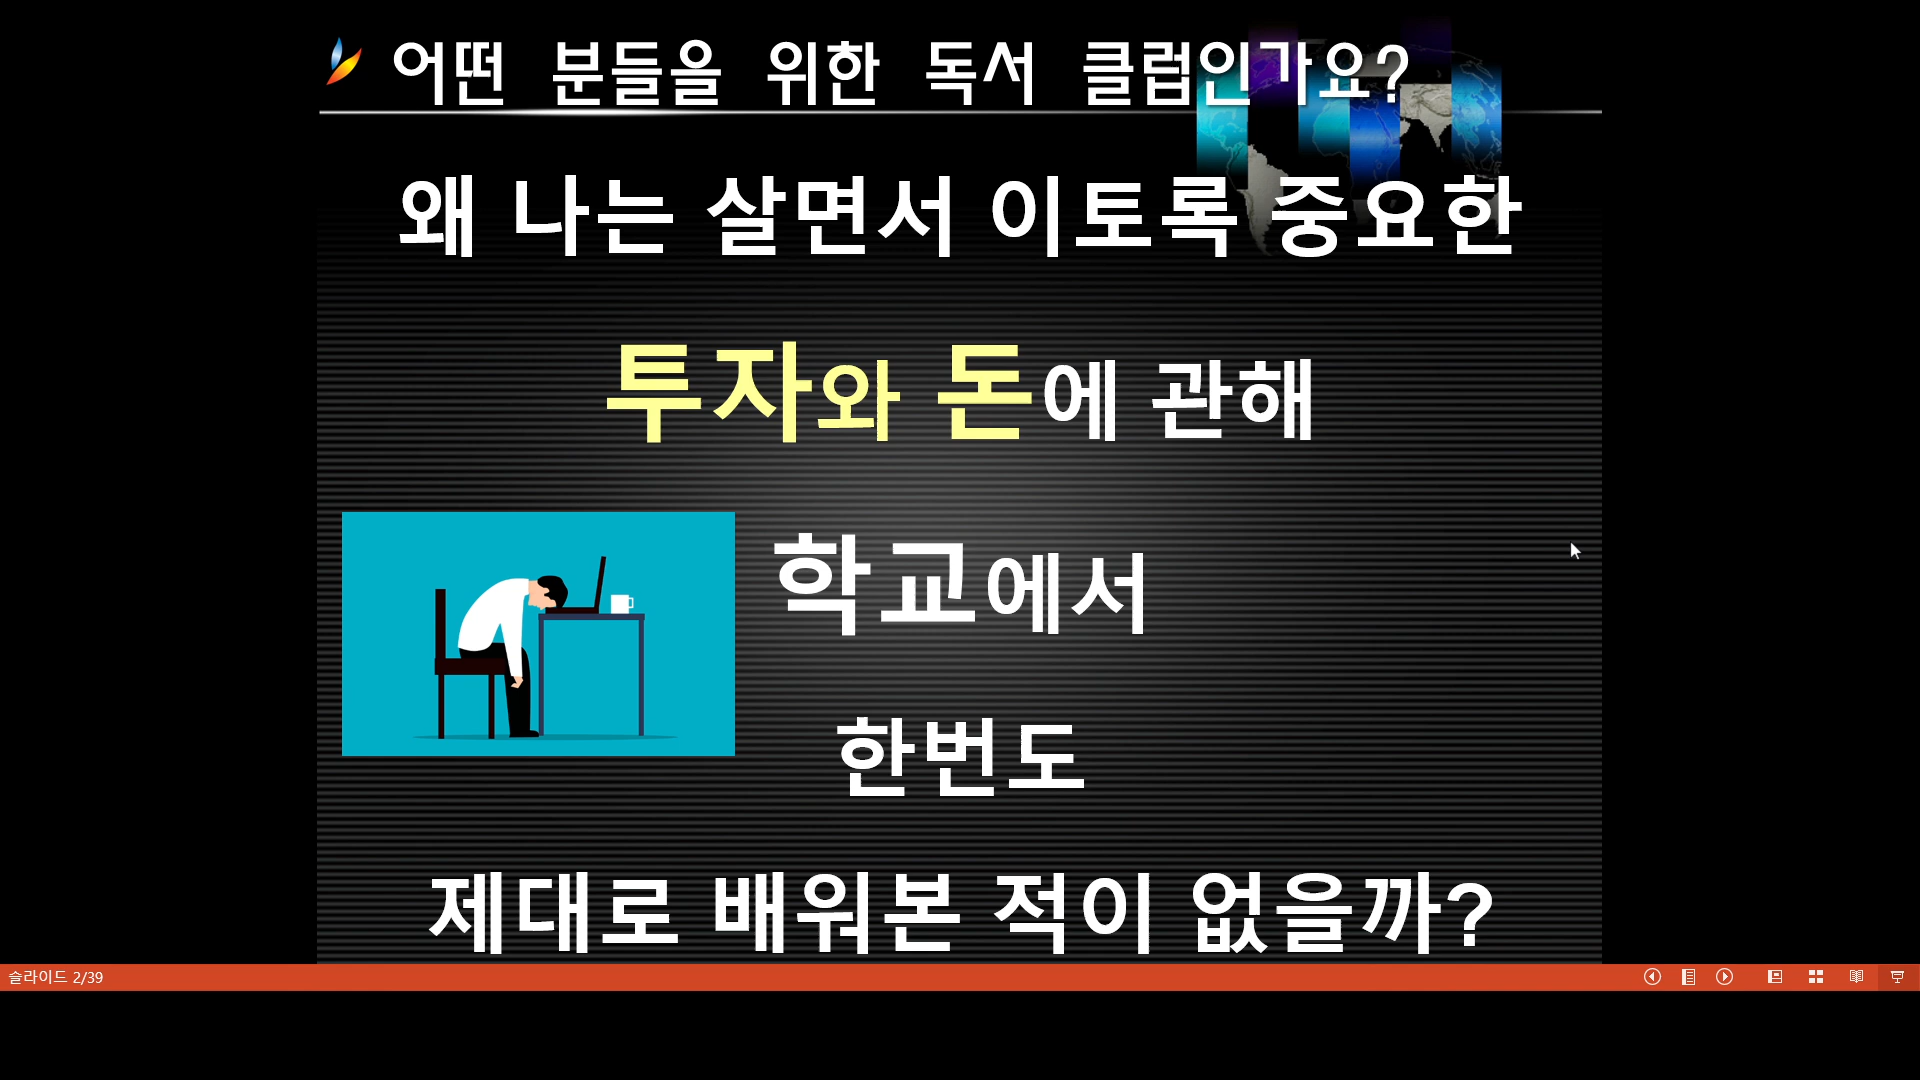 어떤 분들을 위한 독서 클럽인가요?
왜 나는 살면서 이토록 중요한
투자와 돈에 관해
학교에서
한번도
제대로 배워본 적이 없을까?
슬라이드 2/39